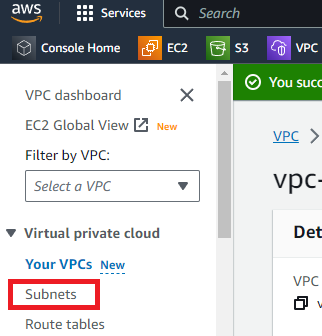 aws
Services
Search
Console Home
EC2
S3
VPC
VPC dashboard
EC2 Global View New
Filter by VPC:
Select a VPC
Virtual private cloud
Your VPCs New
Subnets
Route tables
You succ
VPC
vpc-
Det
VPC
v